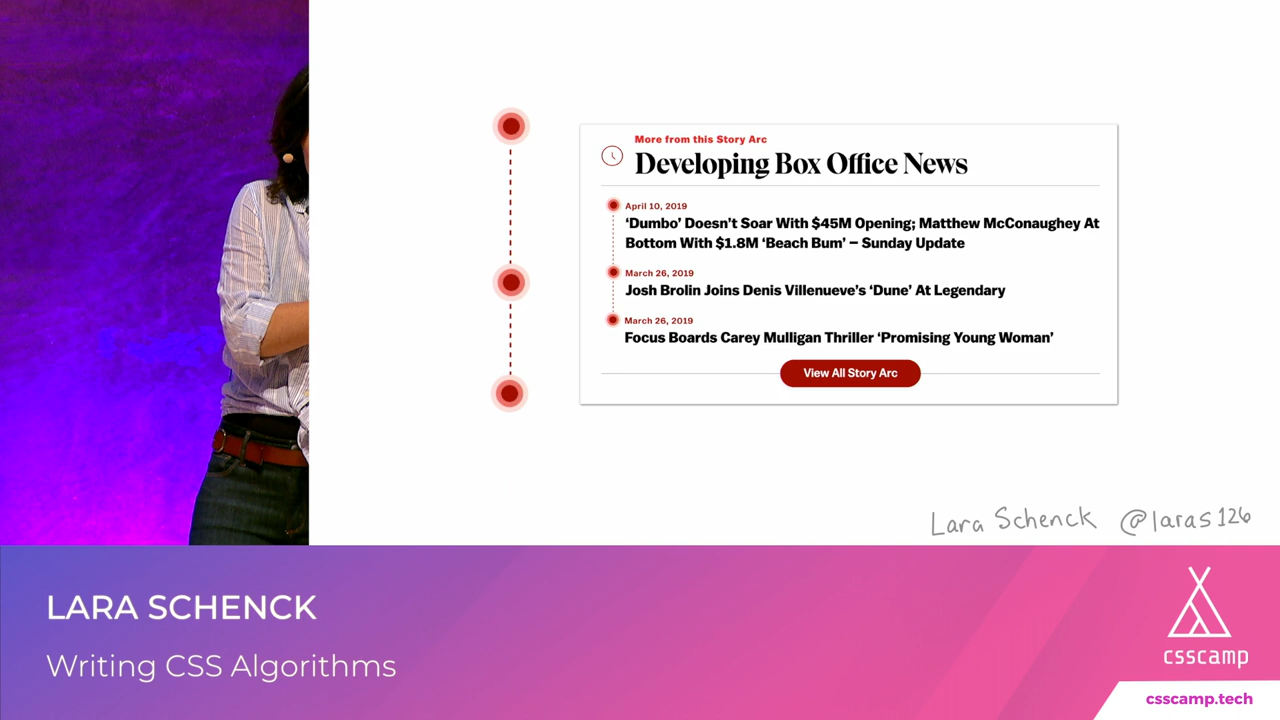 More from this Story Arc
Developing Box Office News
April 10, 2019
‘Dumbo’ Doesn’t Soar With $45M Opening; Matthew McConaughey At
Bottom With $1.8M ‘Beach Bum’ – Sunday Update
March 26, 2019
Josh Brolin Joins Denis Villenueve’s ‘Dune’ At Legendary
March 26, 2019
Focus Boards Carey Mulligan Thriller ‘Promising Young Woman’
View All Story Arc
Lara Schenck @laras126
LARA SCHENCK
Writing CSS Algorithms
csscamp
csscamp.tech